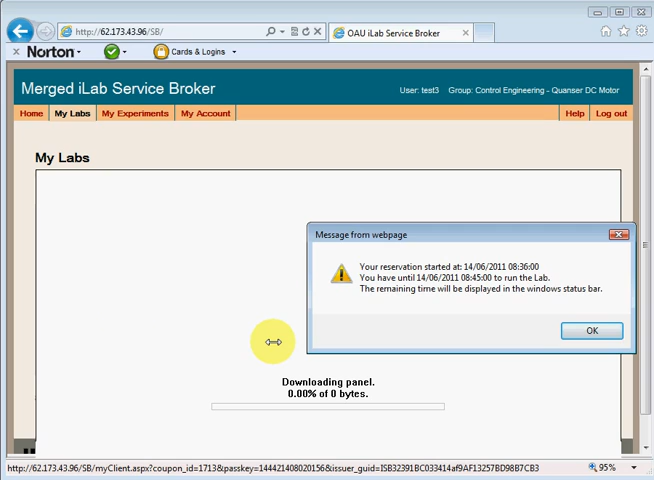 http://62.173.43.96/SB/
OAU iLab Service Broker
Norton
Cards & Logins
Merged iLab Service Broker
User: test3 Group: Control Engineering - Quanser DC Motor
Home My Labs My Experiments My Account Help Log out
My Labs
Message from webpage
Your reservation started at: 14/06/2011 08:36:00
You have until 14/06/2011 08:45:00 to run the Lab.
The remaining time will be displayed in the windows status bar.
OK
Downloading panel.
0.00% of 0 bytes.
http://62.173.43.96/SB/myClient.aspx?coupon_id=1713&passkey=144421408020156&issuer_guid=ISB32391BC033414af9AF13257BD98B7CB3
95%